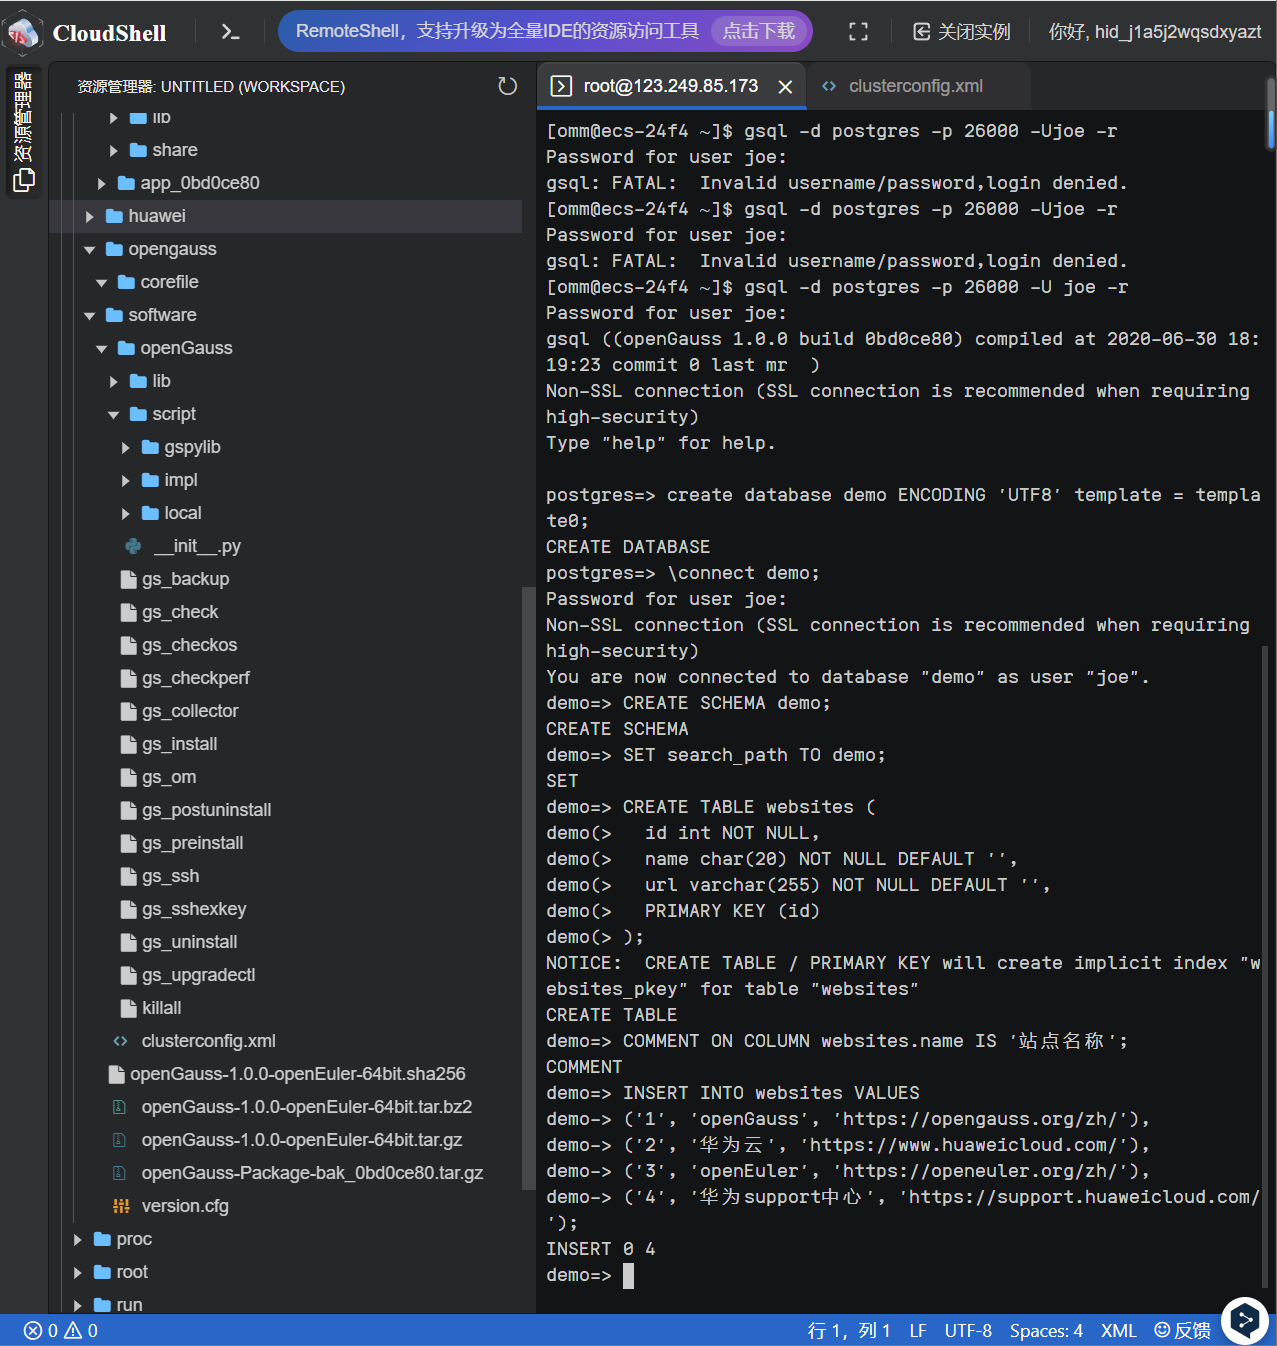 CloudShell
RemoteShell，支持升级为全量IDE的资源访问工具 点击下载
关闭实例
你好, hid_j1a5j2wqsdxyazt
资源管理器
资源管理器: UNTITLED (WORKSPACE)
lib
share
app_0bd0ce80
huawei
opengauss
corefile
software
openGauss
lib
script
gspylib
impl
local
__init__.py
gs_backup
gs_check
gs_checkos
gs_checkperf
gs_collector
gs_install
gs_om
gs_postuninstall
gs_preinstall
gs_ssh
gs_sshexkey
gs_uninstall
gs_upgradectl
killall
clusterconfig.xml
openGauss-1.0.0-openEuler-64bit.sha256
openGauss-1.0.0-openEuler-64bit.tar.bz2
openGauss-1.0.0-openEuler-64bit.tar.gz
openGauss-Package-bak_0bd0ce80.tar.gz
version.cfg
proc
root
run
root@123.249.85.173
clusterconfig.xml
[omm@ecs-24f4 ~]$ gsql -d postgres -p 26000 -Ujoe -r
Password for user joe:
gsql: FATAL:  Invalid username/password,login denied.
[omm@ecs-24f4 ~]$ gsql -d postgres -p 26000 -Ujoe -r
Password for user joe:
gsql: FATAL:  Invalid username/password,login denied.
[omm@ecs-24f4 ~]$ gsql -d postgres -p 26000 -U joe -r
Password for user joe:
gsql ((openGauss 1.0.0 build 0bd0ce80) compiled at 2020-06-30 18:
19:23 commit 0 last mr  )
Non-SSL connection (SSL connection is recommended when requiring
high-security)
Type "help" for help.
postgres=> create database demo ENCODING 'UTF8' template = templa
te0;
CREATE DATABASE
postgres=> \connect demo;
Password for user joe:
Non-SSL connection (SSL connection is recommended when requiring
high-security)
You are now connected to database "demo" as user "joe".
demo=> CREATE SCHEMA demo;
CREATE SCHEMA
demo=> SET search_path TO demo;
SET
demo=> CREATE TABLE websites (
demo(>   id int NOT NULL,
demo(>   name char(20) NOT NULL DEFAULT '',
demo(>   url varchar(255) NOT NULL DEFAULT '',
demo(>   PRIMARY KEY (id)
demo(> );
NOTICE:  CREATE TABLE / PRIMARY KEY will create implicit index "w
ebsites_pkey" for table "websites"
CREATE TABLE
demo=> COMMENT ON COLUMN websites.name IS '站点名称';
COMMENT
demo=> INSERT INTO websites VALUES
demo-> ('1', 'openGauss', 'https://opengauss.org/zh/'),
demo-> ('2', '华为云', 'https://www.huaweicloud.com/'),
demo-> ('3', 'openEuler', 'https://openeuler.org/zh/'),
demo-> ('4', '华为support中心', 'https://support.huaweicloud.com/
');
INSERT 0 4
demo=>
0 0
行 1，列 1 LF UTF-8 Spaces: 4 XML 反馈